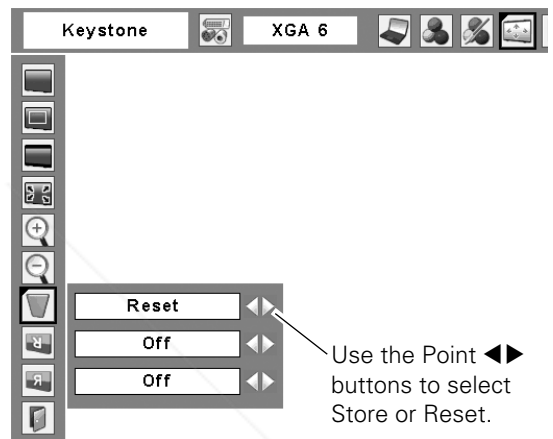 Keystone
XGA 6
Reset
Off
Off
Use the Point ◀▶
buttons to select
Store or Reset.